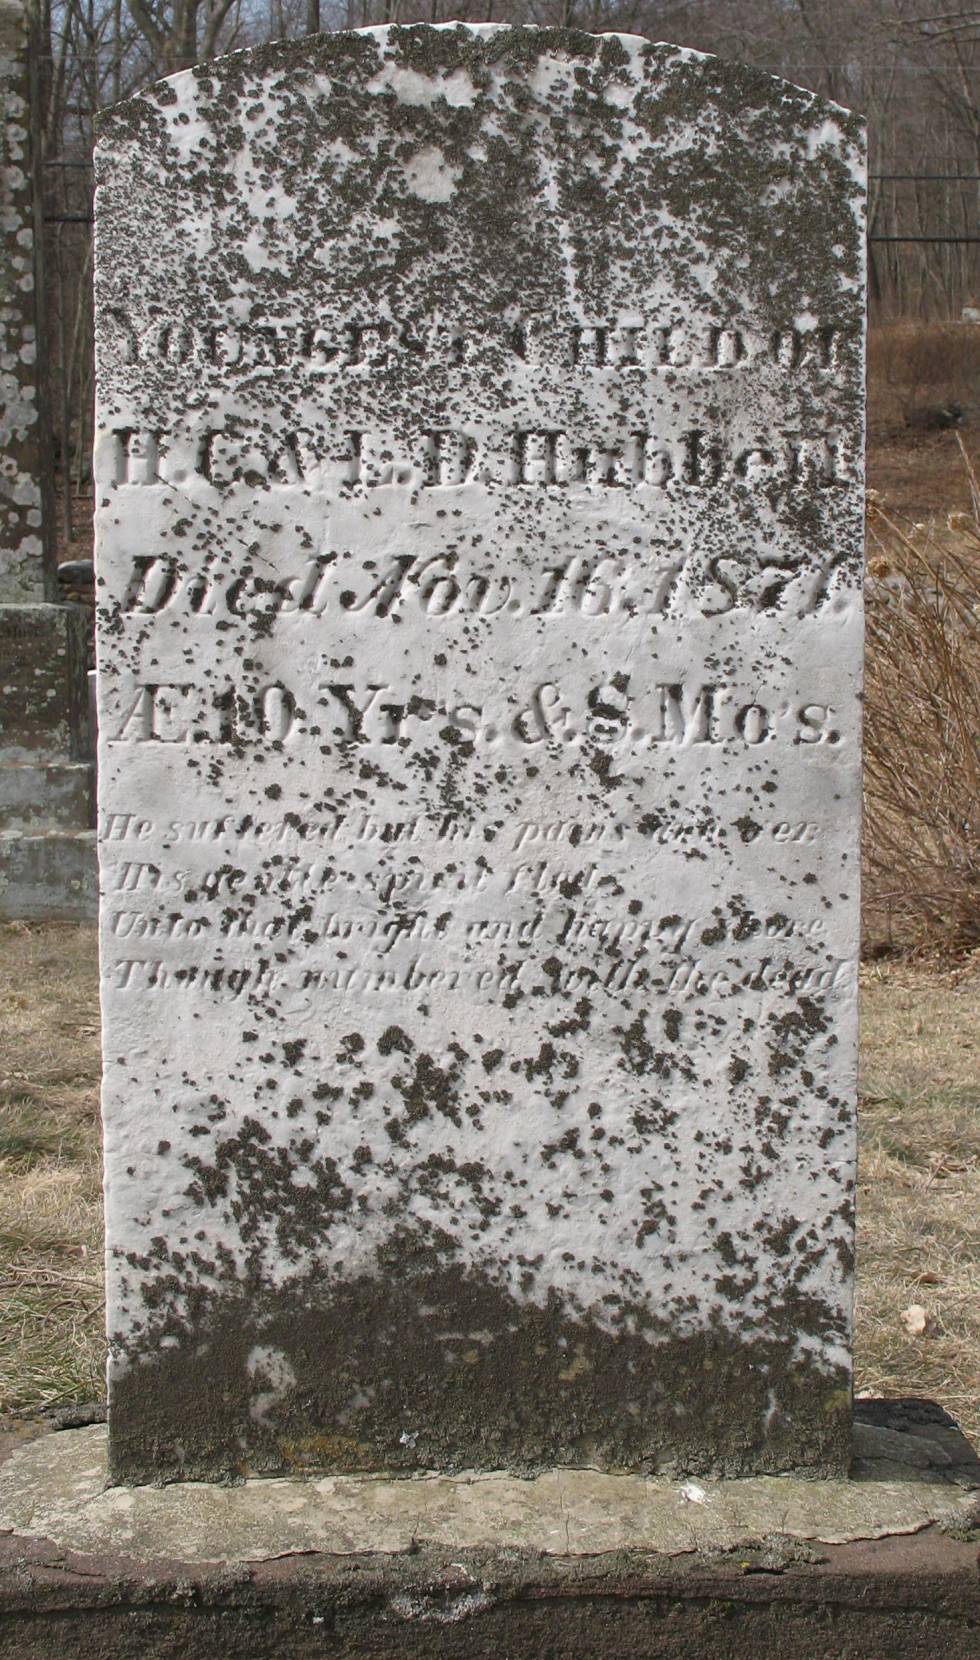 YOUNGEST CHILD OF
H. C. & L. D. Hubbell
Died Nov. 16, 1871.
Æ. 10 Yr's. & 8. Mo's.
He suffered but his pains are o'er,
His gentle spirit fled,
Unto that bright and happy shore
Though numbered with the dead.